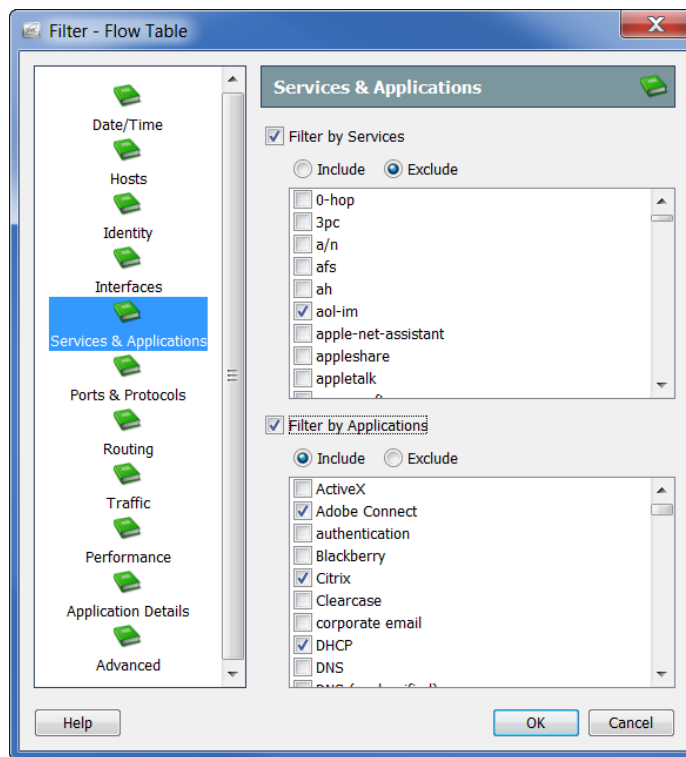 Filter - Flow Table
Date/Time
Hosts
Identity
Interfaces
Services & Applications
Ports & Protocols
Routing
Traffic
Performance
Application Details
Advanced
Services & Applications
Filter by Services
Include Exclude
0-hop
3pc
a/n
afs
ah
aol-im
apple-net-assistant
appleshare
appletalk
Filter by Applications
Include Exclude
ActiveX
Adobe Connect
authentication
Blackberry
Citrix
Clearcase
corporate email
DHCP
DNS
Help OK Cancel